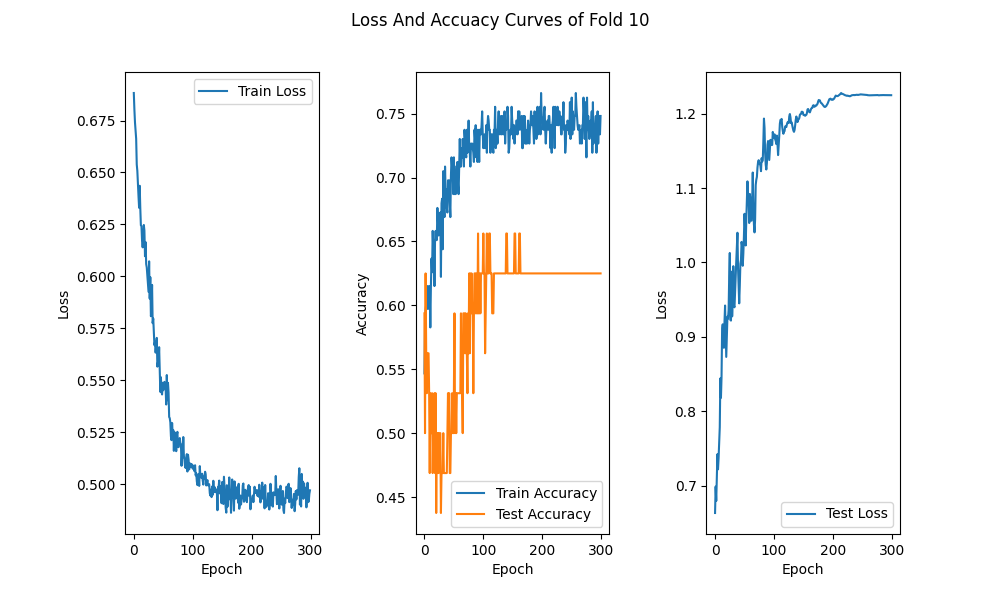 Loss And Accuacy Curves of Fold 10
Train Loss
0.675
0.650
0.625
0.600
0.575
0.550
0.525
0.500
Loss
0 100 200 300
Epoch
0.75
0.70
0.65
0.60
0.55
0.50
0.45
Accuracy
Train Accuracy
Test Accuracy
0 100 200 300
Epoch
1.2
1.1
1.0
0.9
0.8
0.7
Loss
Test Loss
0 100 200 300
Epoch